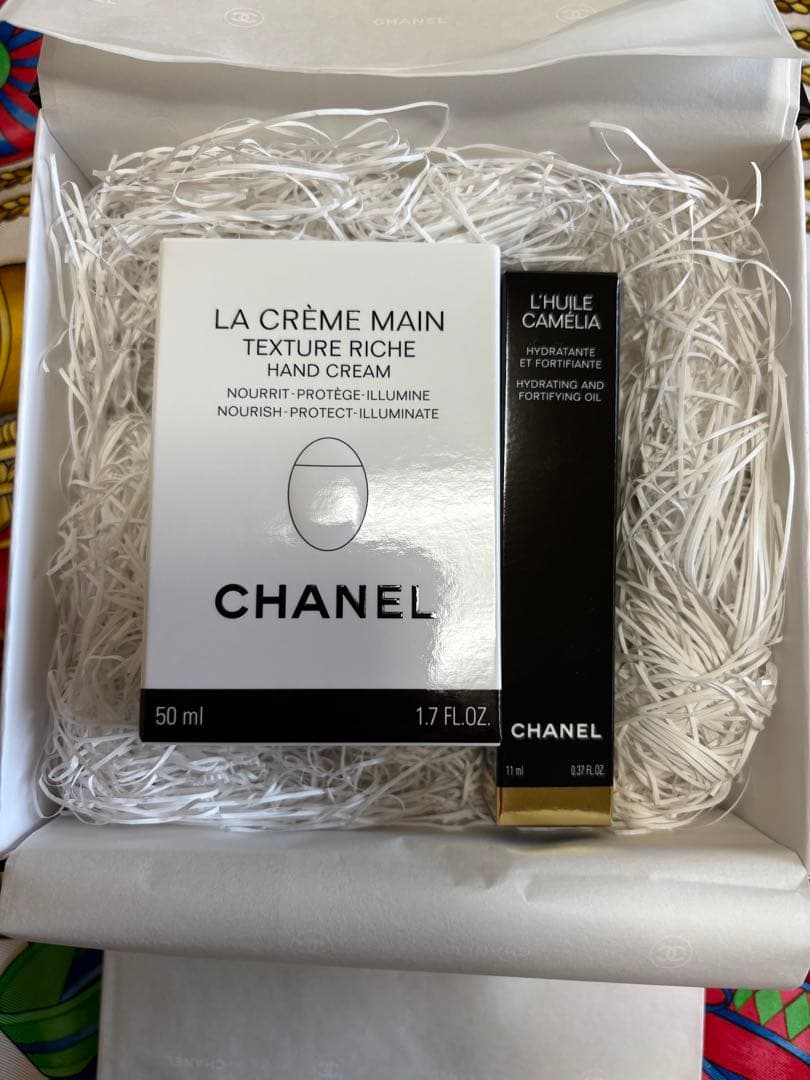 CHANEL
LA CRÈME MAIN
TEXTURE RICHE
HAND CREAM
NOURRIT-PROTÈGE-ILLUMINE
NOURISH-PROTECT-ILLUMINATE
CHANEL
50 ml
1.7 FL.OZ.
L'HUILE
CAMÉLIA
HYDRATANTE
ET FORTIFIANTE
HYDRATING AND
FORTIFYING OIL
CHANEL
11 ml
0.37 FL.OZ.
CHANEL